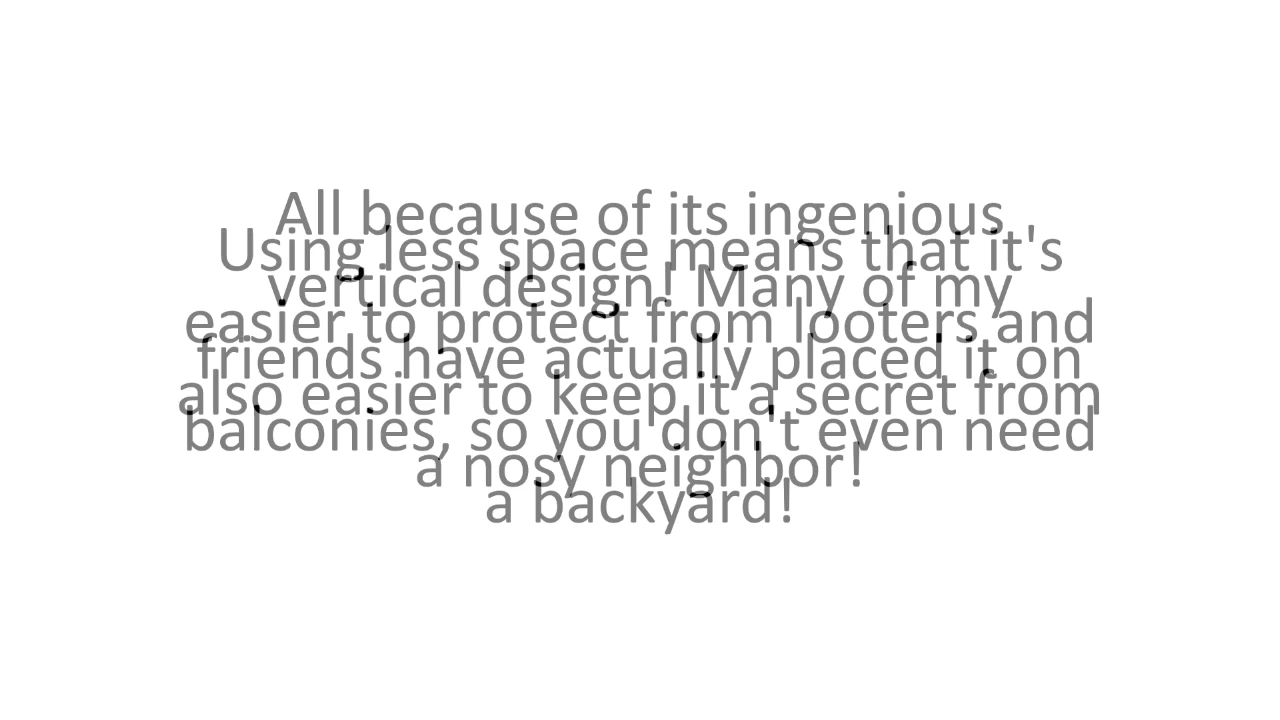 All because of its ingenious
vertical design! Many of my
friends have actually placed it on
balconies, so you don't even need
a backyard!
Using less space means that it's
easier to protect from looters and
also easier to keep it a secret from
a nosy neighbor!